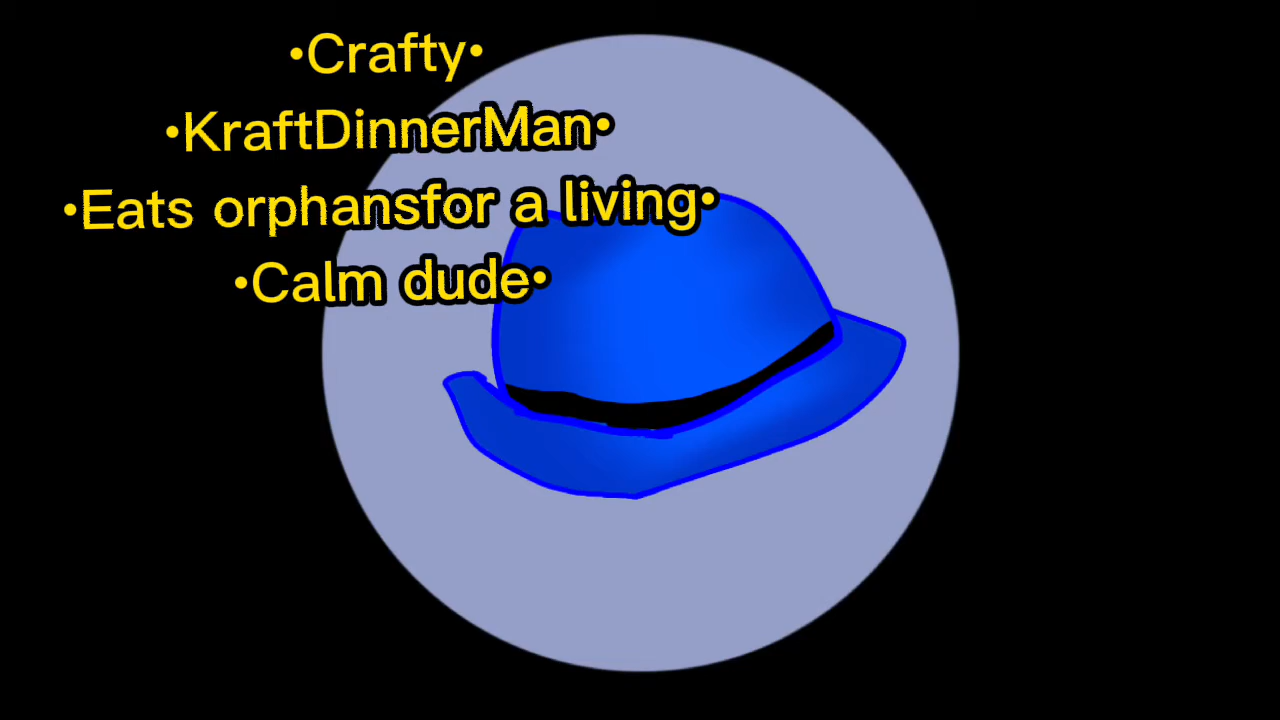 •Crafty•
•KraftDinnerMan•
•Eats orphansfor a living•
•Calm dude•